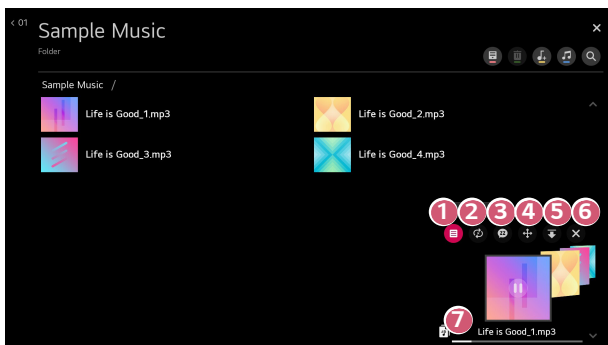 < 01
Sample Music
Folder
Sample Music /
Life is Good_1.mp3
Life is Good_2.mp3
Life is Good_3.mp3
Life is Good_4.mp3
1 2 3 4 5 6
7
Life is Good_1.mp3